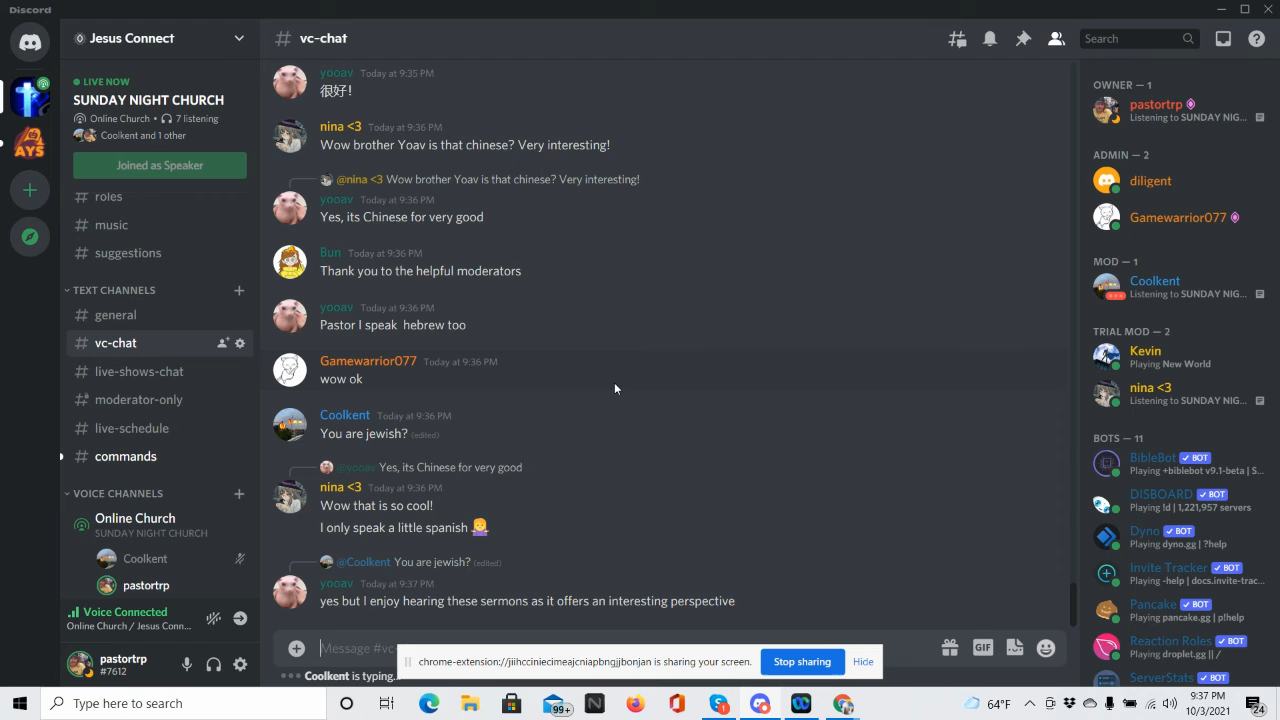 Discord
Jesus Connect
# vc-chat
Search
LIVE NOW
SUNDAY NIGHT CHURCH
Online Church • 7 listening
Coolkent and 1 other
Joined as Speaker
# roles
# music
# suggestions
TEXT CHANNELS
# general
# vc-chat
# live-shows-chat
# moderator-only
# live-schedule
# commands
VOICE CHANNELS
Online Church
SUNDAY NIGHT CHURCH
Coolkent
pastortrp
Voice Connected
Online Church / Jesus Conn...
pastortrp
#7612
AYS
yooav Today at 9:35 PM
很好!
nina <3 Today at 9:36 PM
Wow brother Yoav is that chinese? Very interesting!
@nina <3 Wow brother Yoav is that chinese? Very interesting!
yooav Today at 9:36 PM
Yes, its Chinese for very good
Bun Today at 9:36 PM
Thank you to the helpful moderators
yooav Today at 9:36 PM
Pastor I speak hebrew too
Gamewarrior077 Today at 9:36 PM
wow ok
Coolkent Today at 9:36 PM
You are jewish? (edited)
@yooav Yes, its Chinese for very good
nina <3 Today at 9:36 PM
Wow that is so cool!
I only speak a little spanish
@Coolkent You are jewish? (edited)
yooav Today at 9:37 PM
yes but I enjoy hearing these sermons as it offers an interesting perspective
Message #vc-
GIF
chrome-extension://jiihcciniecimeajcniapbngjjbonjan is sharing your screen.
Stop sharing
Hide
Coolkent is typing...
OWNER — 1
pastortrp
Listening to SUNDAY NIG...
ADMIN — 2
diligent
Gamewarrior077
MOD — 1
Coolkent
Listening to SUNDAY NIG...
TRIAL MOD — 2
Kevin
Playing New World
nina <3
Listening to SUNDAY NIG...
BOTS — 11
BibleBot ✓ BOT
Playing +biblebot v9.1-beta | S...
DISBOARD ✓ BOT
Playing !d | 1,221,957 servers
Dyno ✓ BOT
Playing dyno.gg | ?help
Invite Tracker ✓ BOT
Playing -help | docs.invite-trac...
Pancake ✓ BOT
Playing pancake.gg | p!help
Reaction Roles ✓ BOT
Playing droplet.gg || /
ServerStats ✓ BOT
Type here to search
99+
N
64°F
9:37 PM
10/3/2021
24